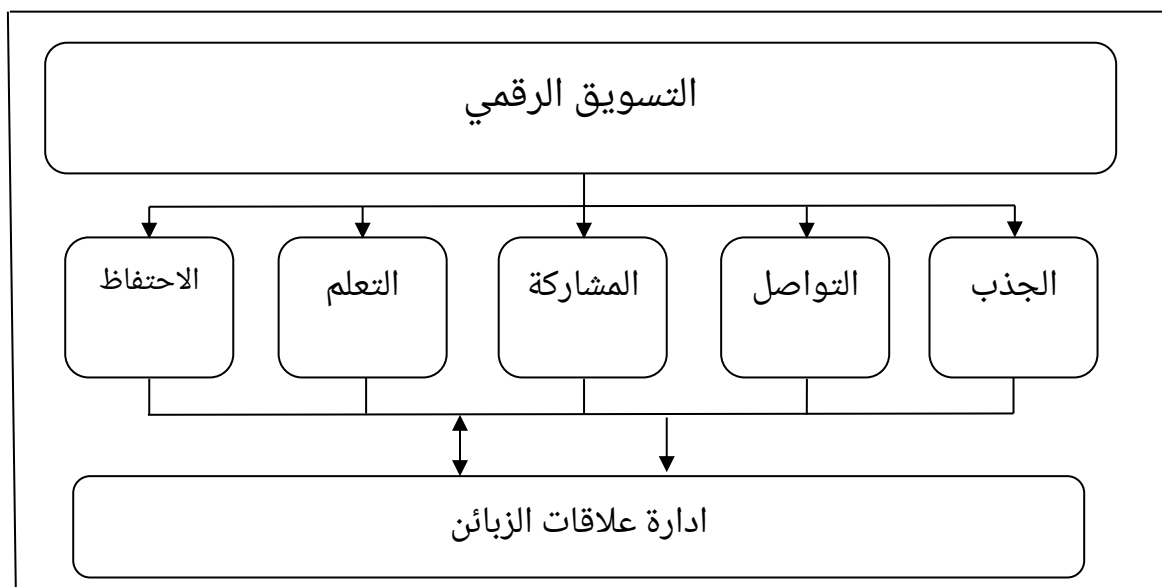 التسويق الرقمي
الجذب
التواصل
المشاركة
التعلم
الاحتفاظ
ادارة علاقات الزبائن